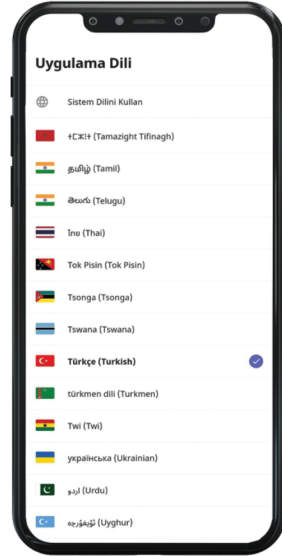 Uygulama Dili
Sistem Dilini Kullan
ⵜⴰⵎⴰⵣⵉⵖⵜ (Tamazight Tifinagh)
தமிழ் (Tamil)
తెలుగు (Telugu)
ไทย (Thai)
Tok Pisin (Tok Pisin)
Tsonga (Tsonga)
Tswana (Tswana)
Türkçe (Turkish)
türkmen dili (Turkmen)
Twi (Twi)
українська (Ukrainian)
اردو (Urdu)
ئۇيغۇرچە (Uyghur)